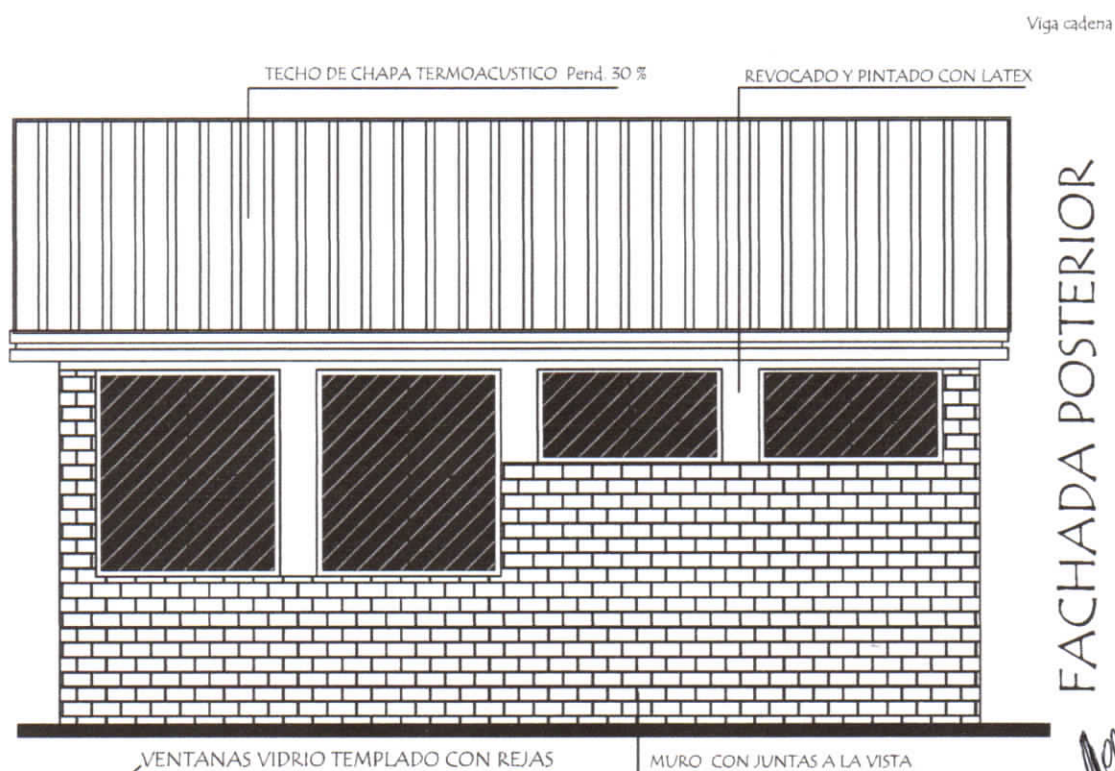 Viga cadena
TECHO DE CHAPA TERMOACUSTICO Pend. 30 %
REVOCADO Y PINTADO CON LATEX
FACHADA POSTERIOR
VENTANAS VIDRIO TEMPLADO CON REJAS
MURO CON JUNTAS A LA VISTA